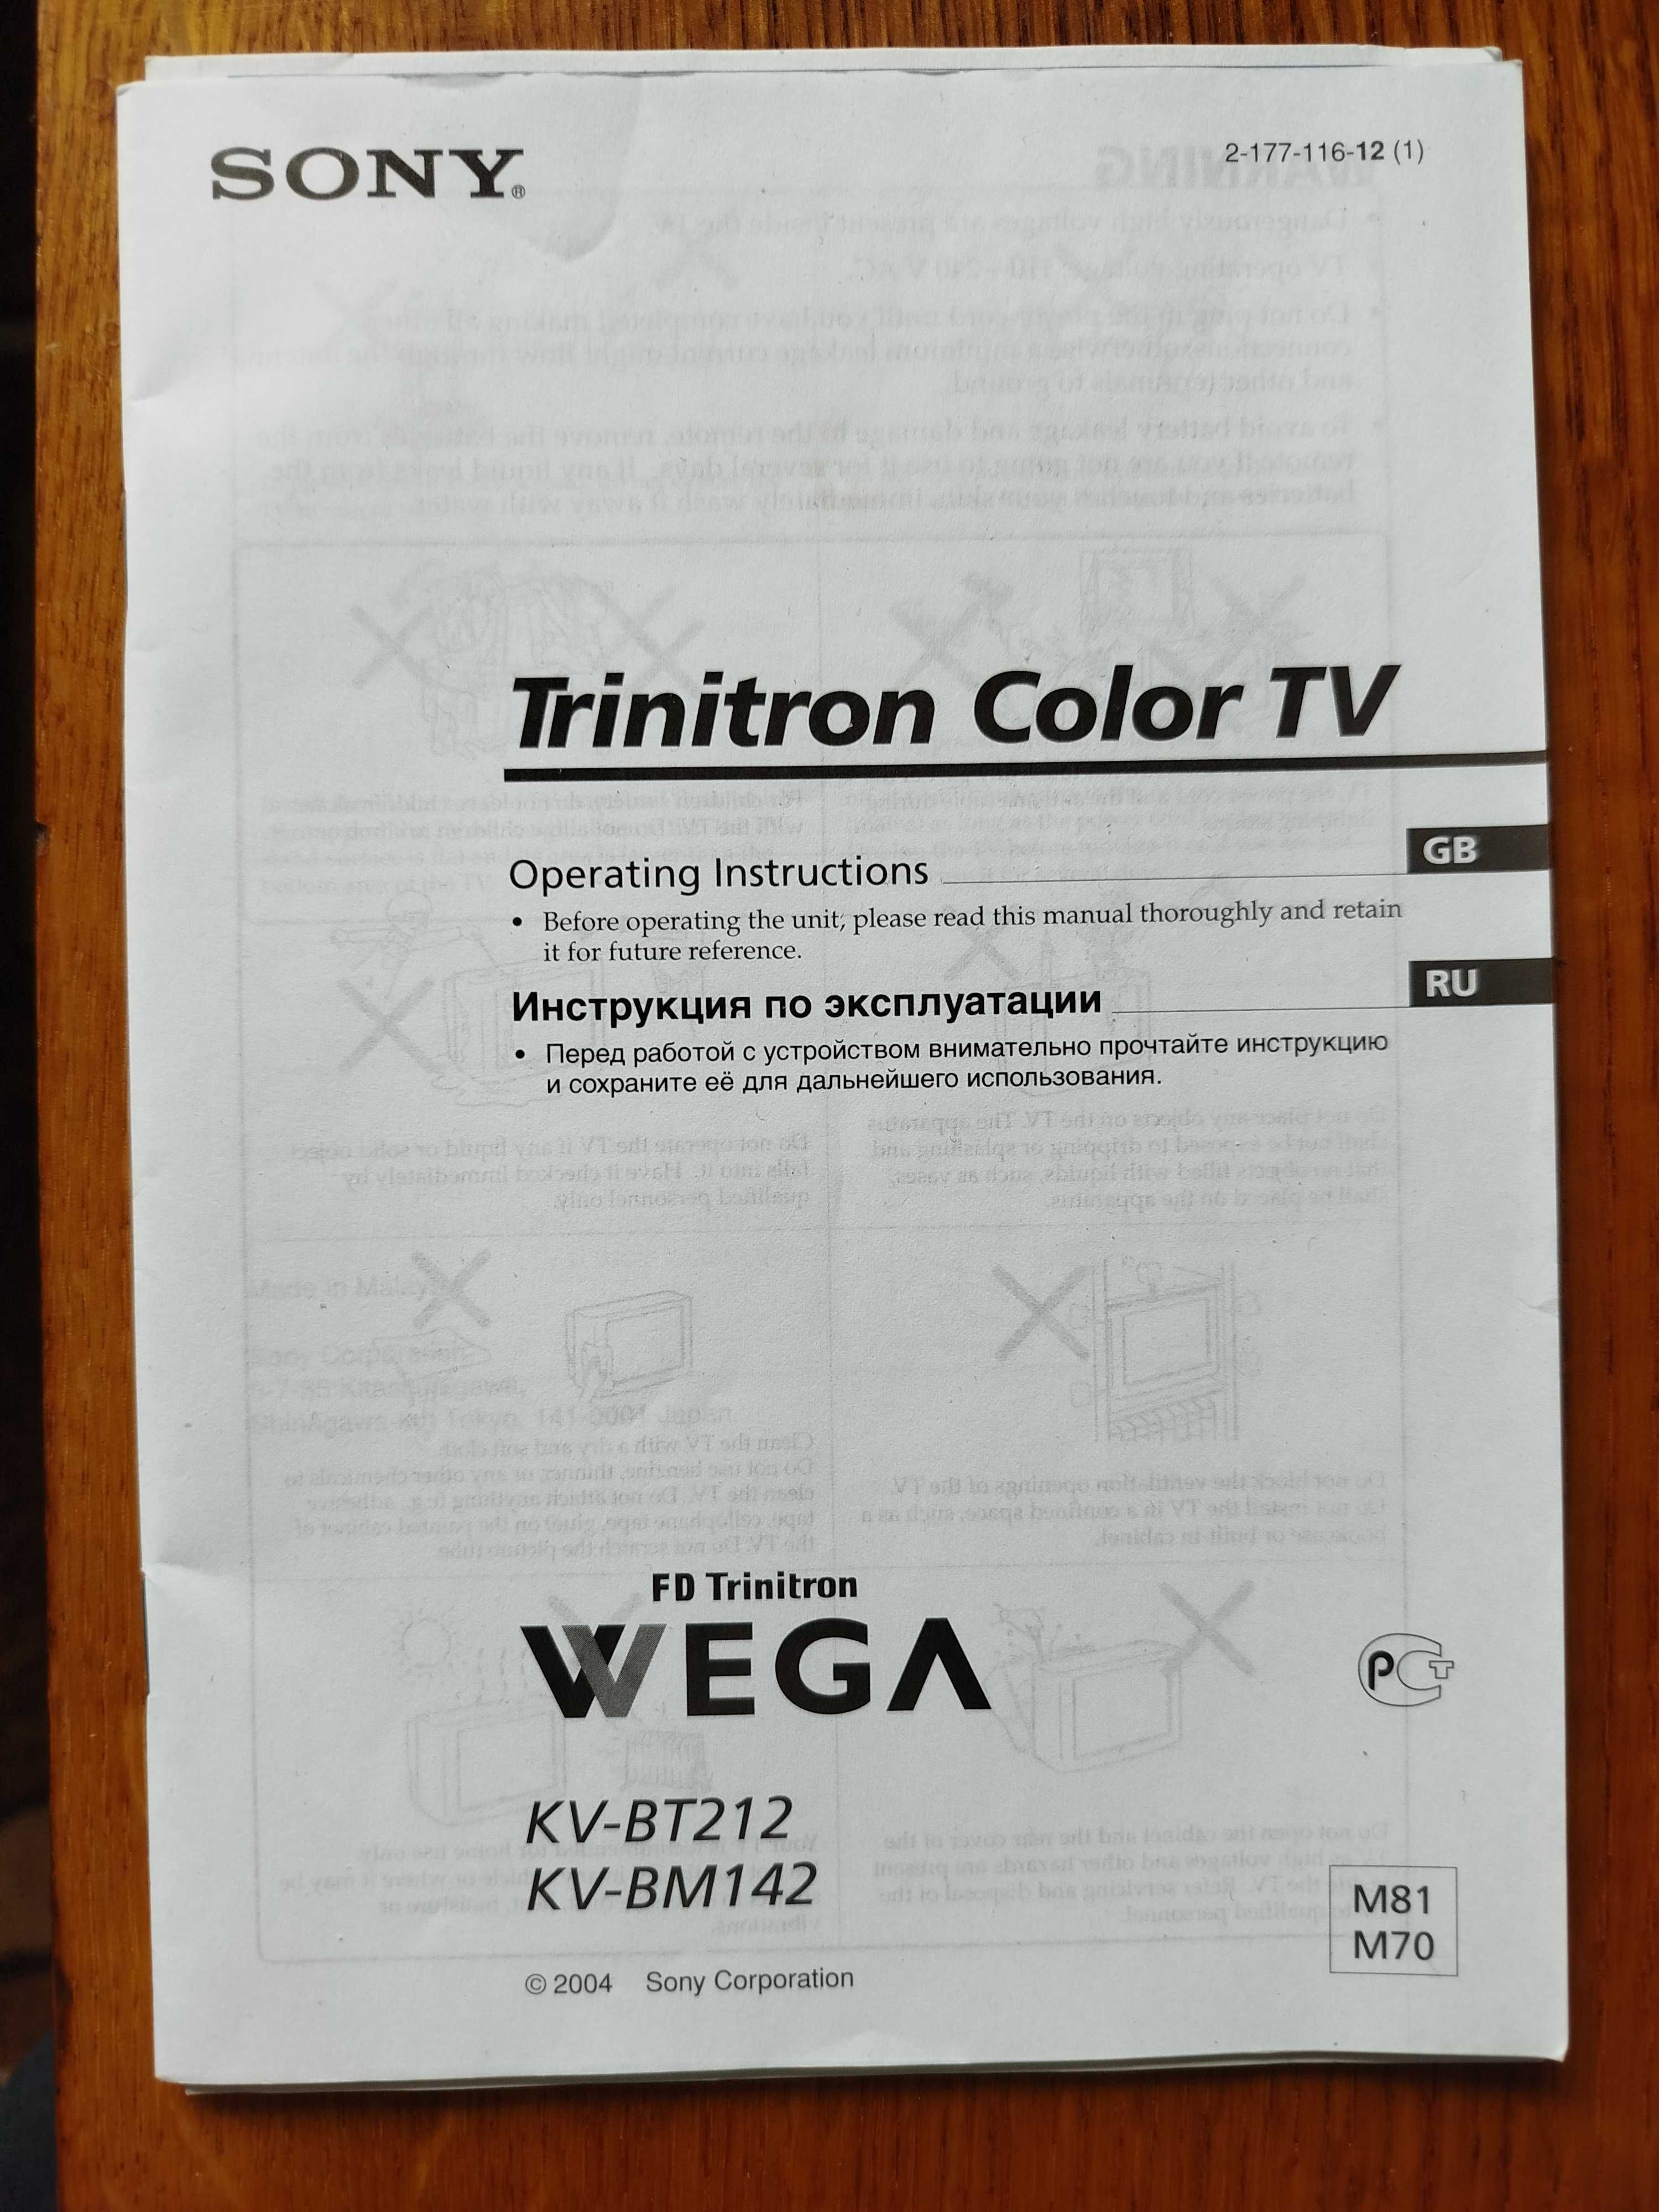 SONY®
2-177-116-12 (1)
Trinitron Color TV
GB
Operating Instructions
• Before operating the unit, please read this manual thoroughly and retain
it for future reference.
RU
Инструкция по эксплуатации
• Перед работой с устройством внимательно прочтайте инструкцию
и сохраните её для дальнейшего использования.
FD Trinitron
WEGA
PCT
KV-BT212
KV-BM142
M81
M70
© 2004 Sony Corporation